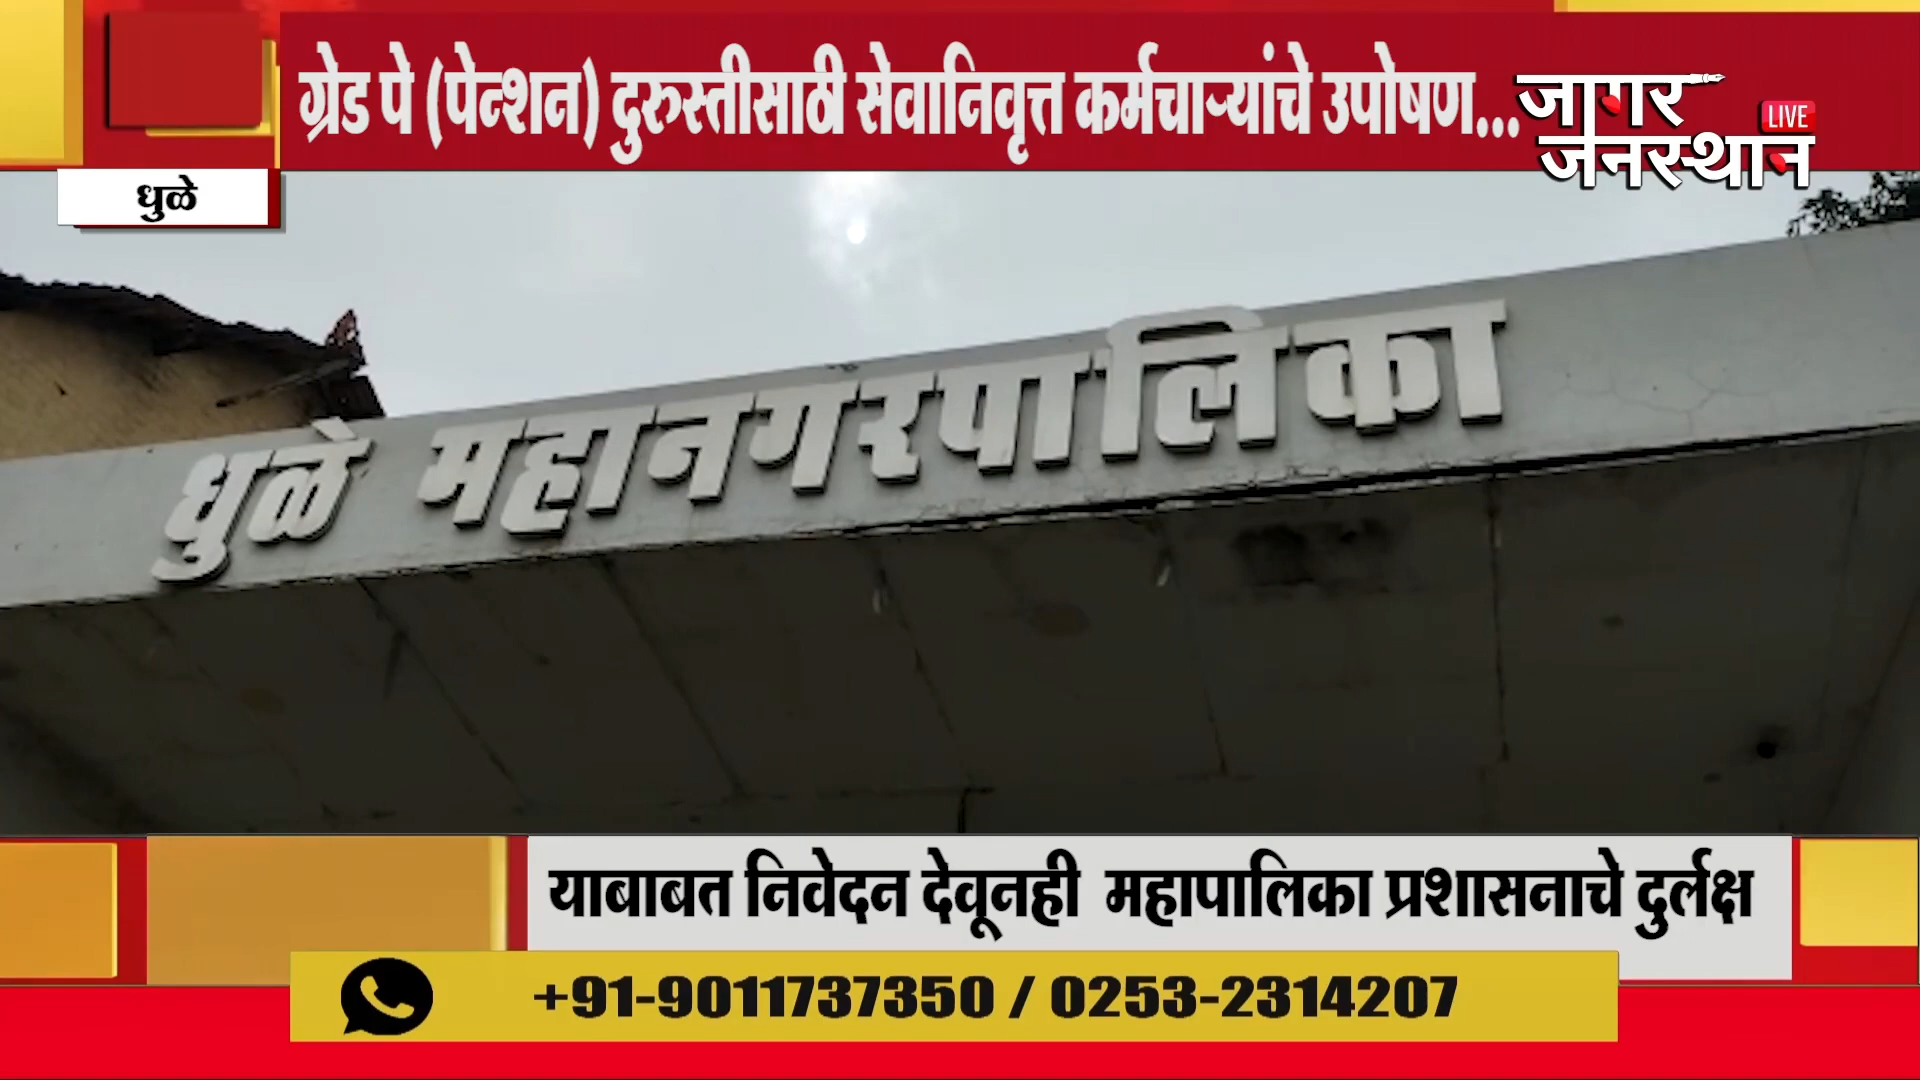 ग्रेड पे (पेन्शन) दुरुस्तीसाठी सेवानिवृत्त कर्मचाऱ्यांचे उपोषण...
जागर
LIVE
जनस्थान
धुळे
धुळे महानगरपालिका
याबाबत निवेदन देवूनही महापालिका प्रशासनाचे दुर्लक्ष
+91-9011737350 / 0253-2314207